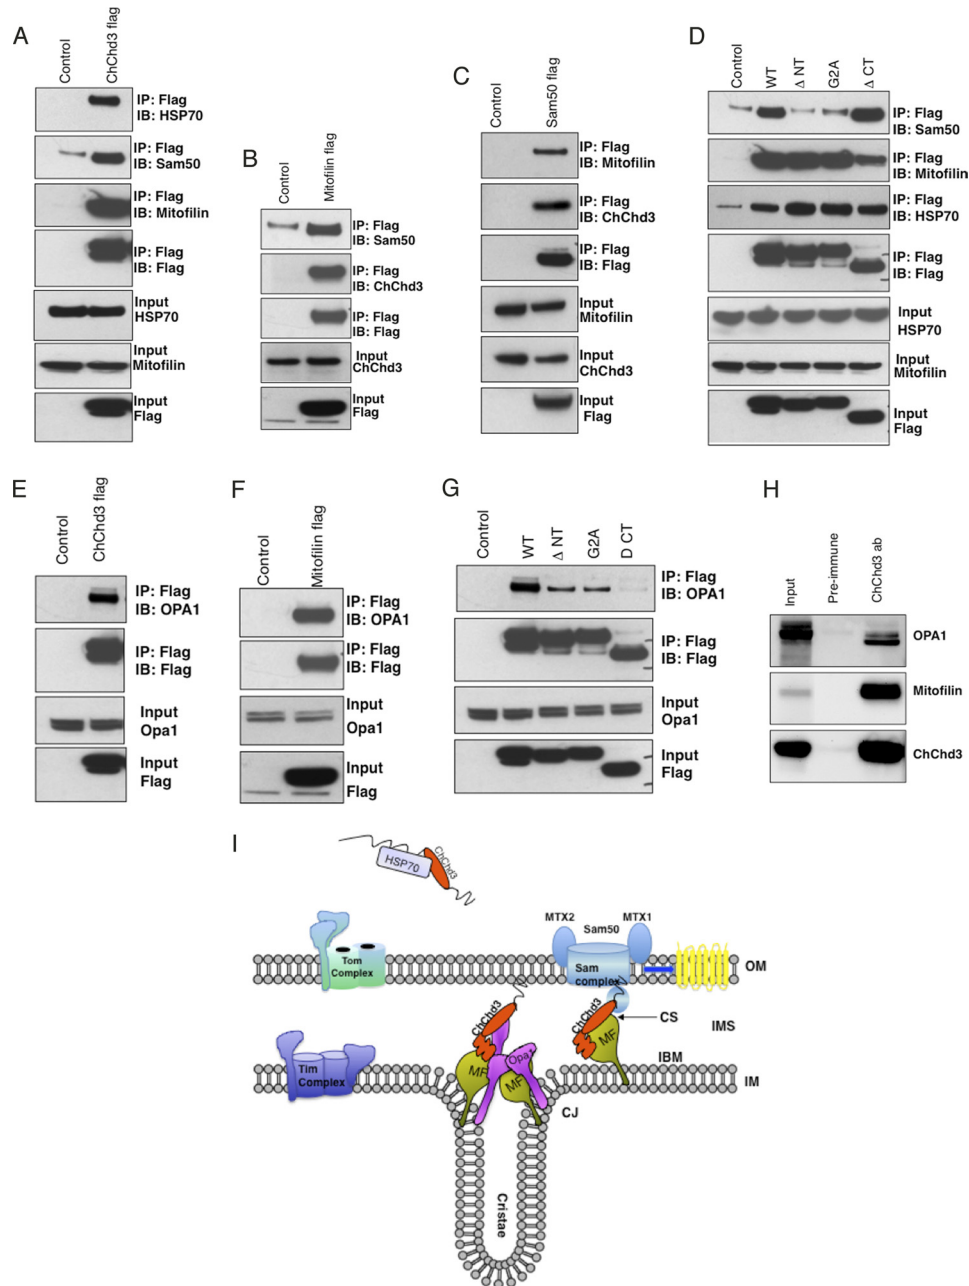 A
Control
ChChd3 flag
IP: Flag
IB: HSP70
IP: Flag
IB: Sam50
IP: Flag
IB: Mitofilin
IP: Flag
IB: Flag
Input
HSP70
Input
Mitofilin
Input
Flag
B
Control
Mitofilin flag
IP: Flag
IB: Sam50
IP: Flag
IB: ChChd3
IP: Flag
IB: Flag
Input
ChChd3
Input
Flag
C
Control
Sam50 flag
IP: Flag
IB: Mitofilin
IP: Flag
IB: ChChd3
IP: Flag
IB: Flag
Input
Mitofilin
Input
ChChd3
Input
Flag
D
Control
WT
Δ NT
G2A
Δ CT
IP: Flag
IB: Sam50
IP: Flag
IB: Mitofilin
IP: Flag
IB: HSP70
IP: Flag
IB: Flag
Input
HSP70
Input
Mitofilin
Input
Flag
E
Control
ChChd3 flag
IP: Flag
IB: OPA1
IP: Flag
IB: Flag
Input
Opa1
Input
Flag
F
Control
Mitofilin flag
IP: Flag
IB: OPA1
IP: Flag
IB: Flag
Input
Opa1
Input
Flag
G
Control
WT
Δ NT
G2A
D CT
IP: Flag
IB: OPA1
IP: Flag
IB: Flag
Input
Opa1
Input
Flag
H
Input
Pre-immune
ChChd3 ab
OPA1
Mitofilin
ChChd3
I
HSP70
ChChd3
Tom
Complex
MTX2
Sam50
MTX1
Sam
complex
OM
ChChd3
ChChd3
CS
IMS
MF
IBM
IM
Tim
Complex
MF
Opa1
MF
CJ
Cristae